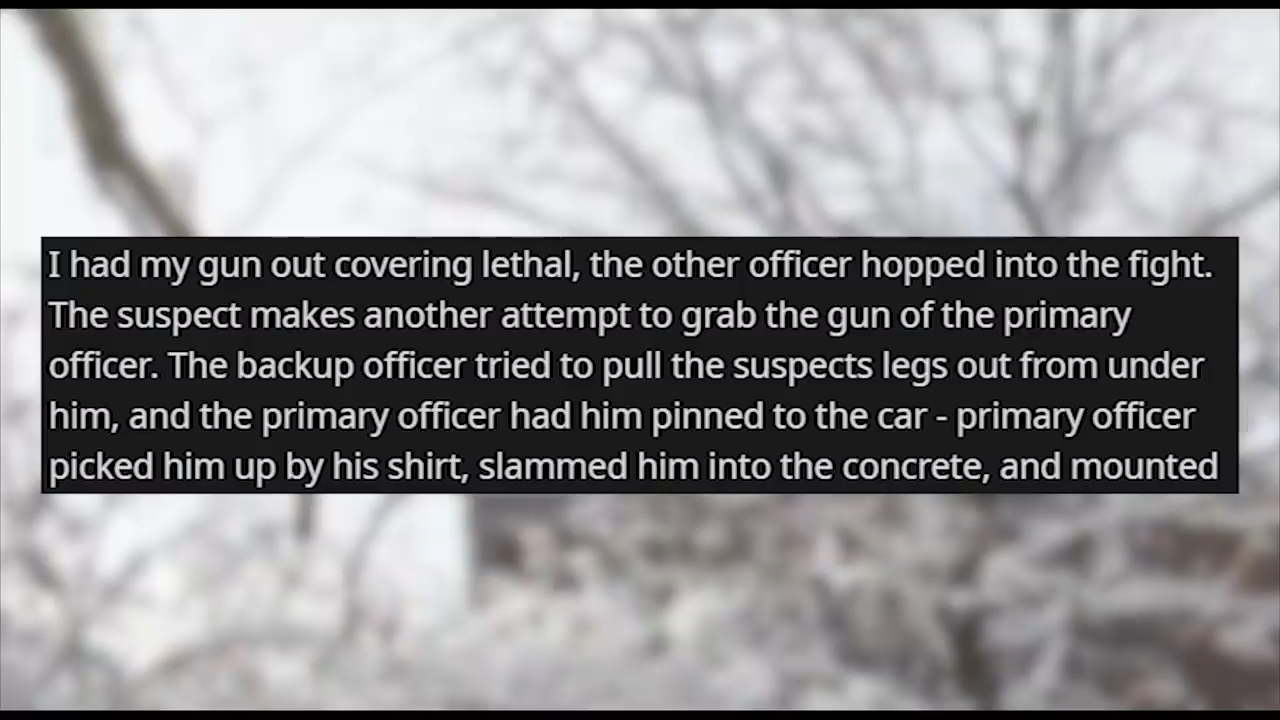 I had my gun out covering lethal, the other officer hopped into the fight.
The suspect makes another attempt to grab the gun of the primary
officer. The backup officer tried to pull the suspects legs out from under
him, and the primary officer had him pinned to the car - primary officer
picked him up by his shirt, slammed him into the concrete, and mounted